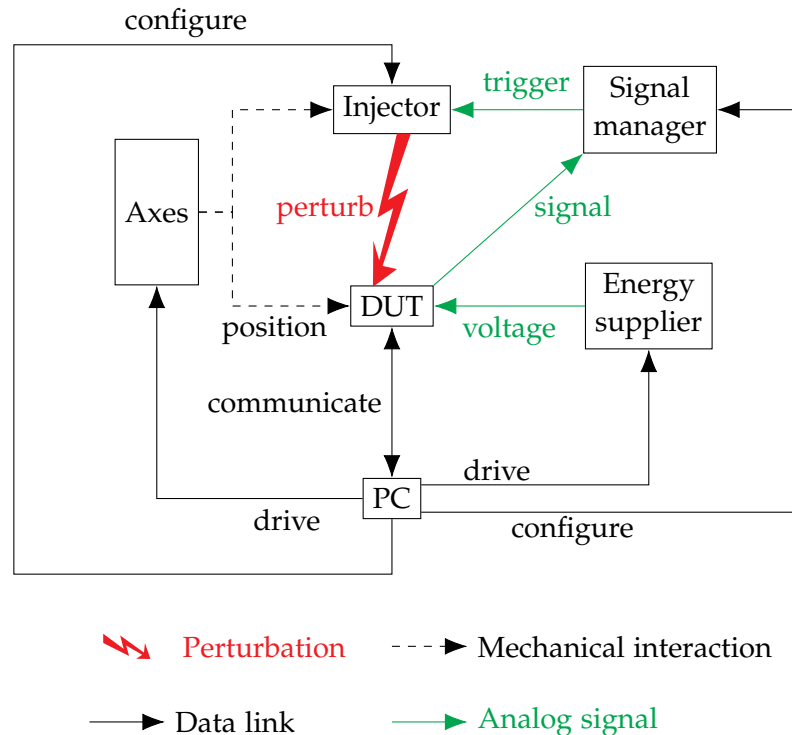 configure
trigger
Injector
Signal
manager
Axes
perturb
signal
DUT
Energy
supplier
position
voltage
communicate
drive
PC
drive
configure
Perturbation
Mechanical interaction
Data link
Analog signal